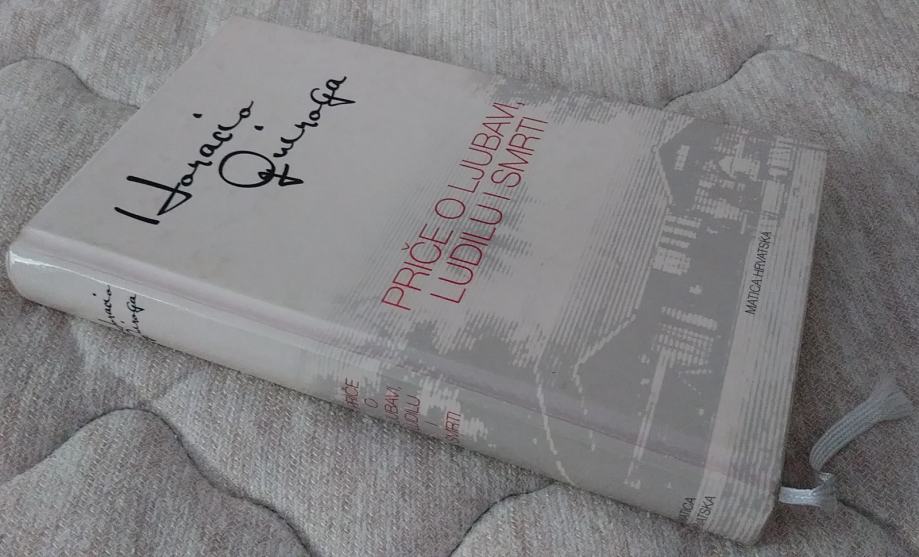 Horacio
Quiroga
PRIČE O LJUBAVI,
LUDILU I SMRTI
MATICA HRVATSKA
Horacio
Quiroga
PRIČE
O
LJUBAVI,
LUDILU
I
SMRTI
MATICA
HRVATSKA